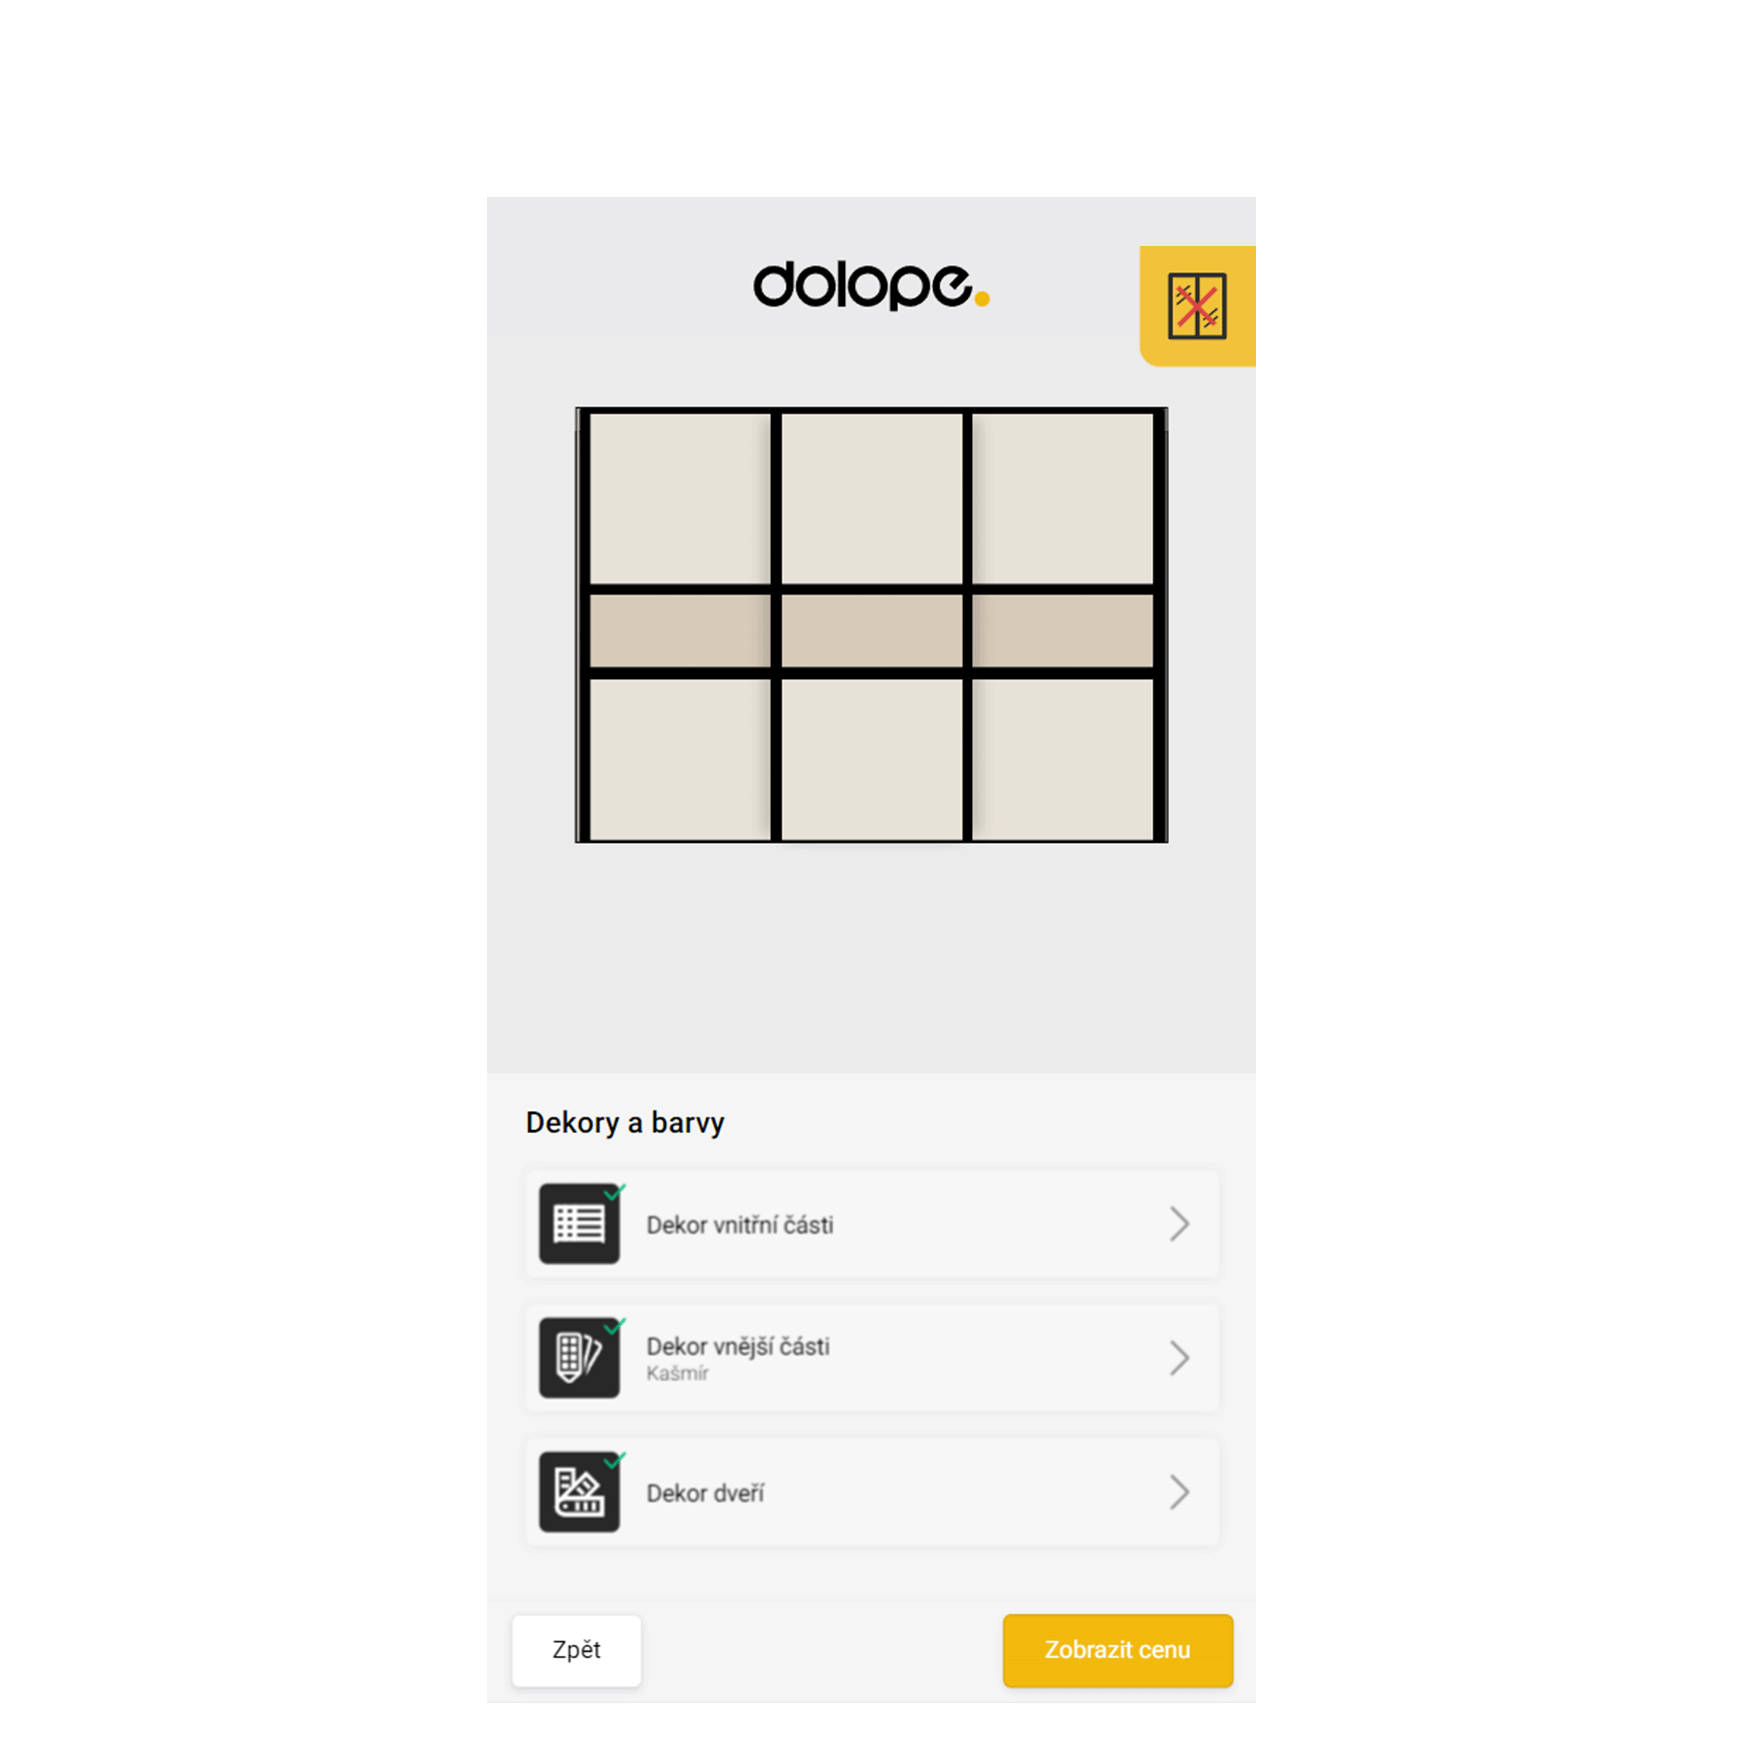 dolope.
Dekory a barvy
Dekor vnitřní části
Dekor vnější části
Kašmír
Dekor dveří
Zpět
Zobrazit cenu